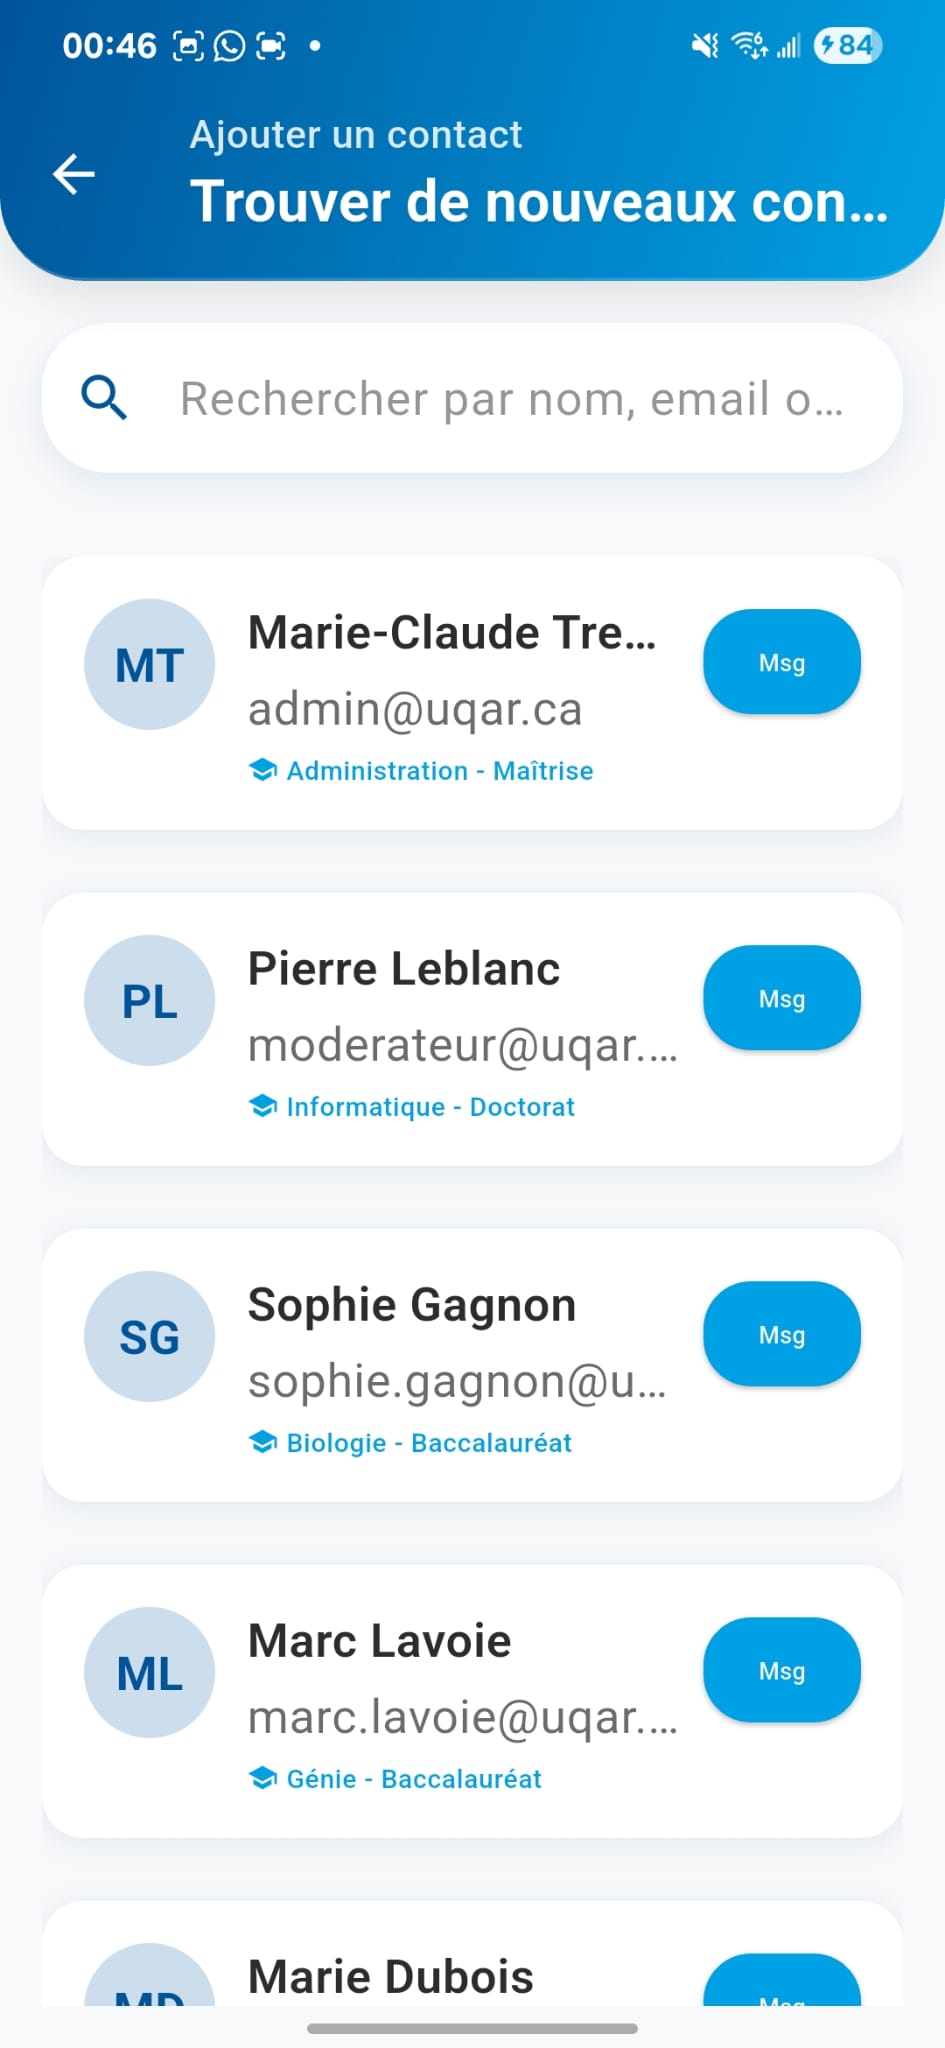 00:46
84
Ajouter un contact
Trouver de nouveaux con...
Rechercher par nom, email o...
MT
Marie-Claude Tre...
admin@uqar.ca
Administration - Maîtrise
Msg
PL
Pierre Leblanc
moderateur@uqar....
Informatique - Doctorat
Msg
SG
Sophie Gagnon
sophie.gagnon@u...
Biologie - Baccalauréat
Msg
ML
Marc Lavoie
marc.lavoie@uqar....
Génie - Baccalauréat
Msg
MD
Marie Dubois
Msg